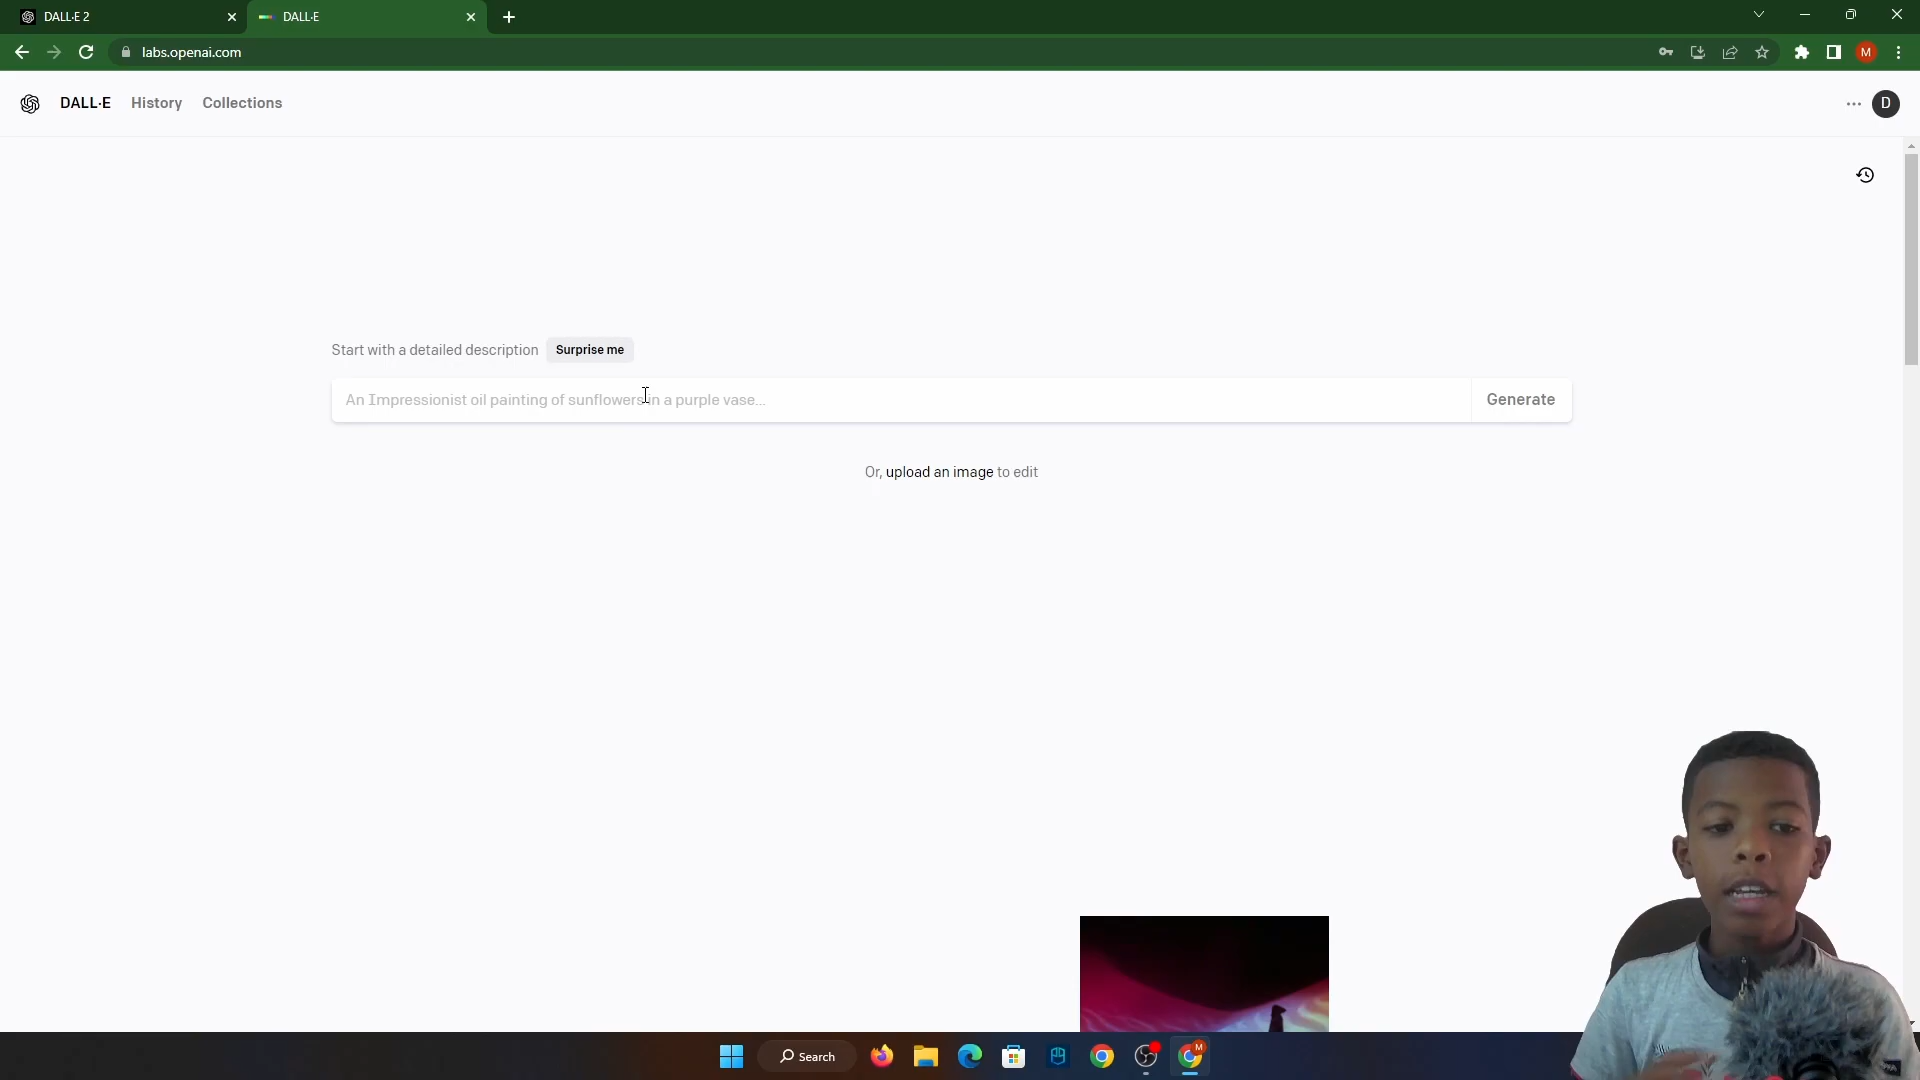 DALL·E 2
DALL·E
labs.openai.com
M
DALL·E History Collections
D
Start with a detailed description Surprise me
An Impressionist oil painting of sunflowers in a purple vase...
Generate
Or, upload an image to edit
Search
M